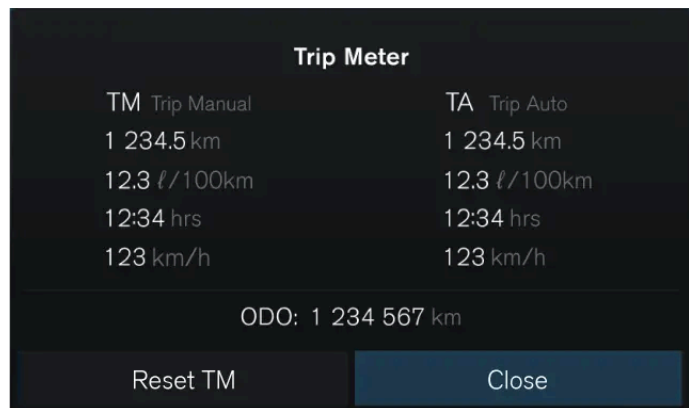 Trip Meter
TM Trip Manual
1 234.5 km
12.3 ℓ/100km
12:34 hrs
123 km/h
TA Trip Auto
1 234.5 km
12.3 ℓ/100km
12:34 hrs
123 km/h
ODO: 1 234 567 km
Reset TM
Close